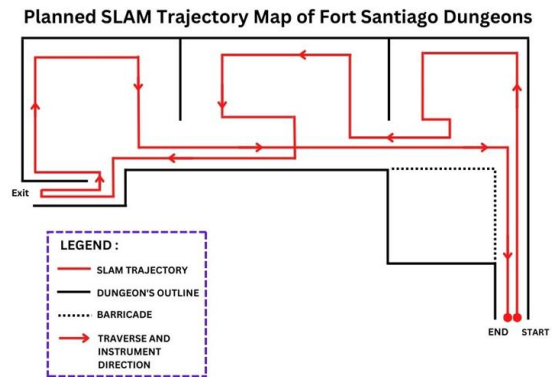 Planned SLAM Trajectory Map of Fort Santiago Dungeons
Exit
LEGEND :
SLAM TRAJECTORY
DUNGEON'S OUTLINE
BARRICADE
TRAVERSE AND
INSTRUMENT
DIRECTION
END START